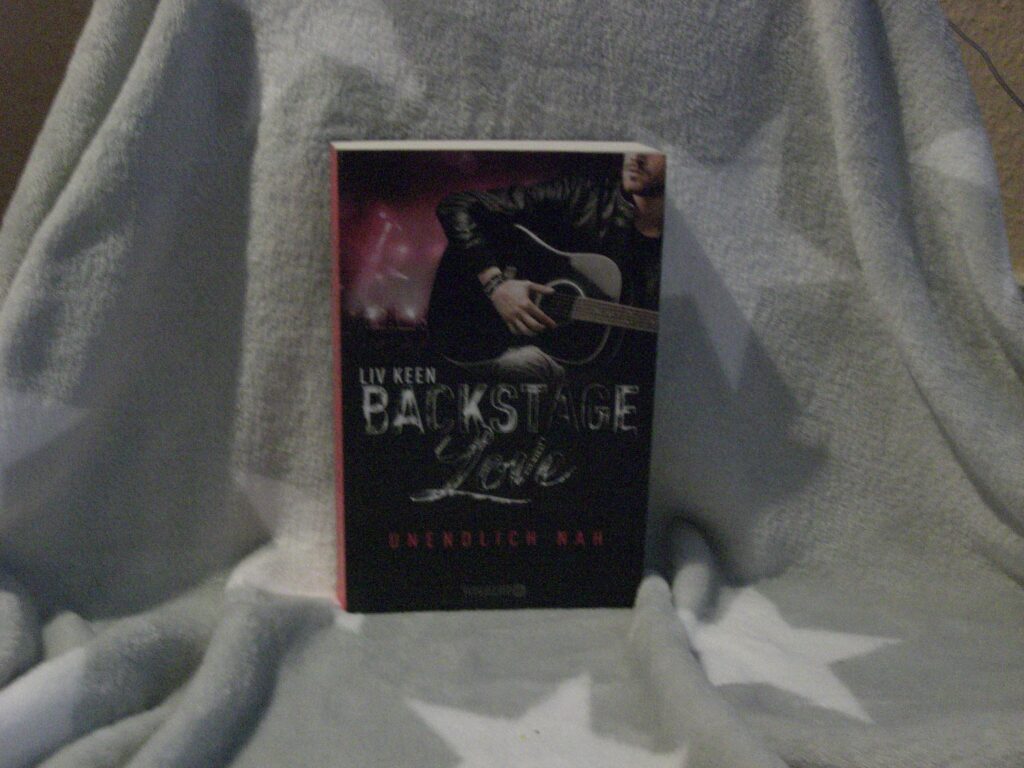 LIV KEEN
BACKSTAGE
Love
UNENDLICH NAH